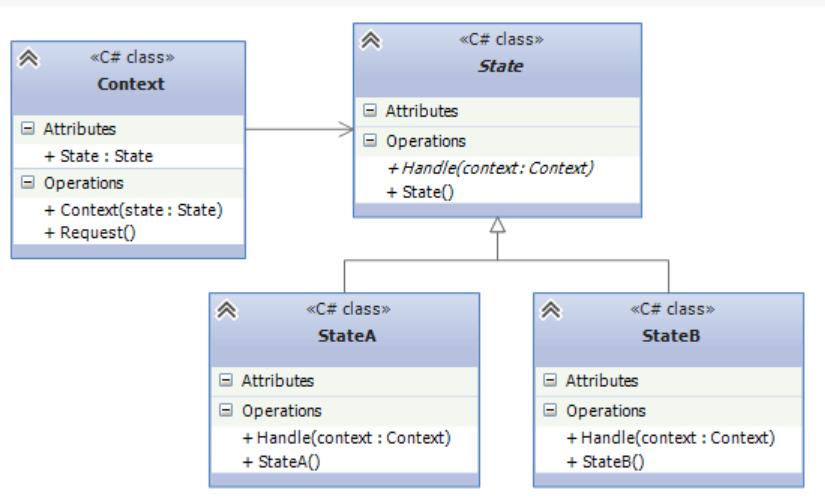 «C# class»
Context
Attributes
+ State : State
Operations
+ Context(state : State)
+ Request()
«C# class»
State
Attributes
Operations
+ Handle(context: Context)
+ State()
«C# class»
StateA
Attributes
Operations
+ Handle(context : Context)
+ StateA()
«C# class»
StateB
Attributes
Operations
+ Handle(context : Context)
+ StateB()